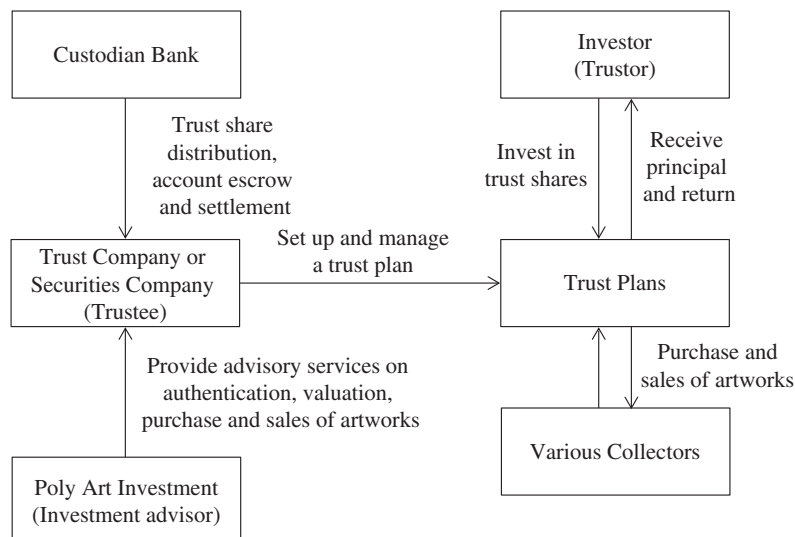 Custodian Bank
Investor
(Trustor)
Trust share
distribution,
account escrow
and settlement
Invest in
trust shares
Receive
principal
and return
Trust Company or
Securities Company
(Trustee)
Set up and manage
a trust plan
Trust Plans
Provide advisory services on
authentication, valuation,
purchase and sales of artworks
Purchase and
sales of artworks
Poly Art Investment
(Investment advisor)
Various Collectors